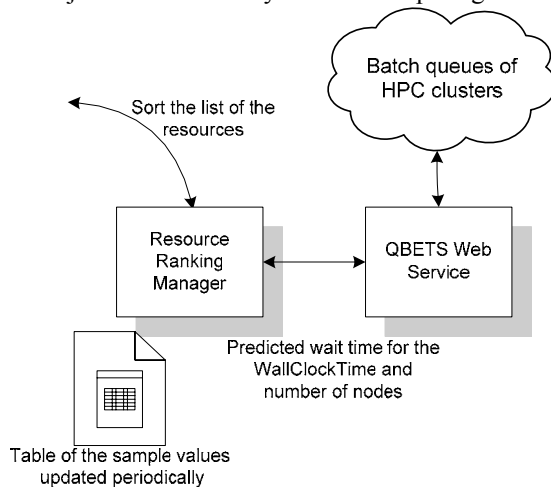 Sort the list of the
resources
Batch queues of
HPC clusters
Resource
Ranking
Manager
QBETS Web
Service
Predicted wait time for the
WallClockTime and
number of nodes
Table of the sample values
updated periodically